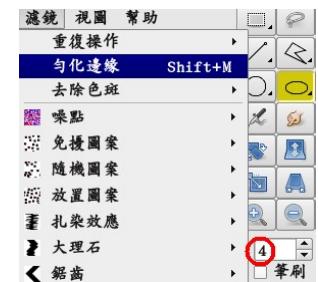 濾鏡 視圖 幫助
重復操作
勻化邊緣 Shift+M
去除色斑
噪點
免擾圖案
隨機圖案
放置圖案
扎染效應
大理石
鋸齒
4
筆刷